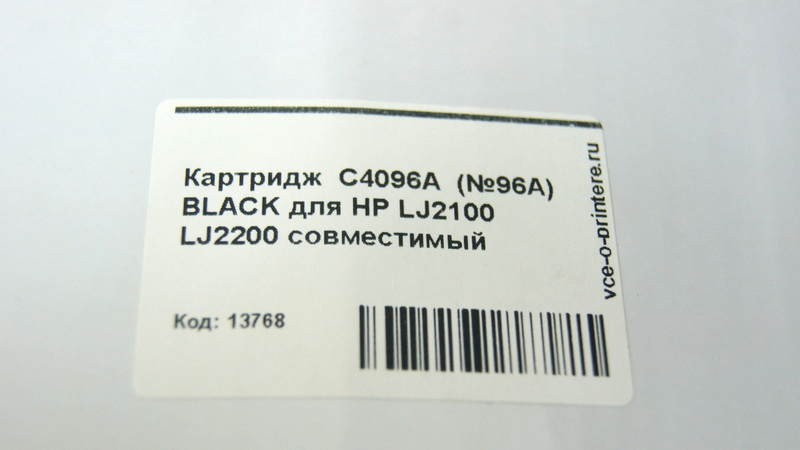 Картридж C4096A (№96A)
BLACK для HP LJ2100
LJ2200 совместимый
Код: 13768
vce-o-printere.ru